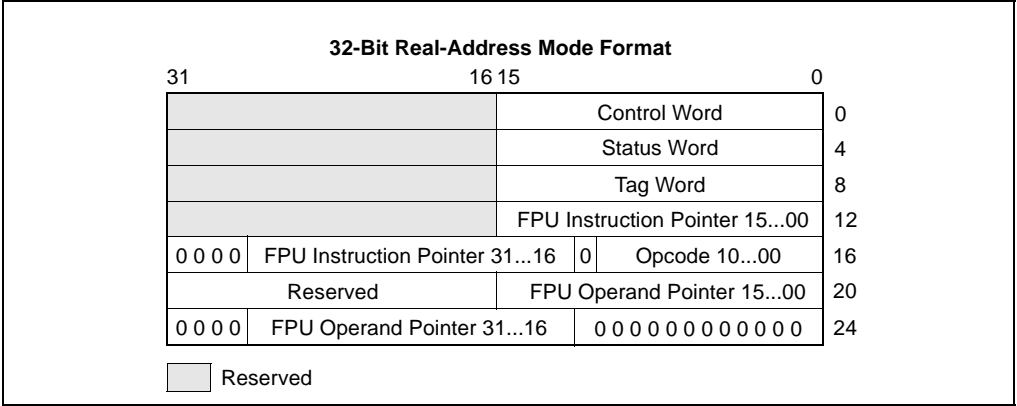 32-Bit Real-Address Mode Format
31 16 15 0
Control Word 0
Status Word 4
Tag Word 8
FPU Instruction Pointer 15...00 12
0 0 0 0 FPU Instruction Pointer 31...16 0 Opcode 10...00 16
Reserved FPU Operand Pointer 15...00 20
0 0 0 0 FPU Operand Pointer 31...16 0 0 0 0 0 0 0 0 0 0 0 0 24
Reserved